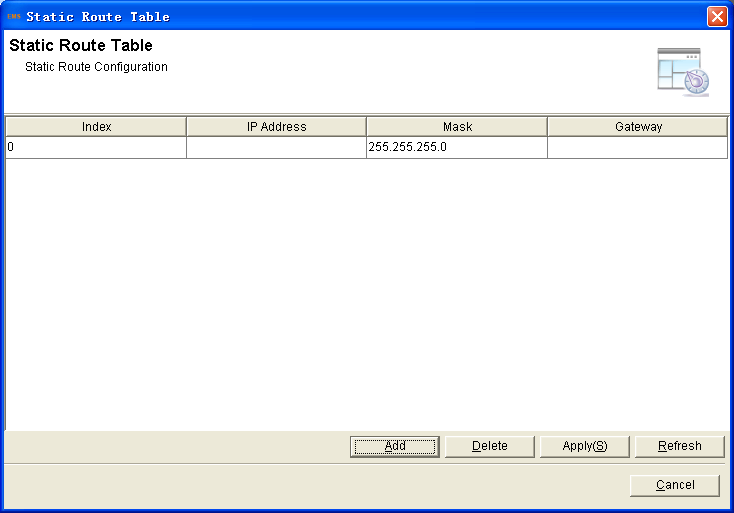 EMS Static Route Table
Static Route Table
Static Route Configuration
Index IP Address Mask Gateway
0 255.255.255.0
Add Delete Apply(S) Refresh
Cancel